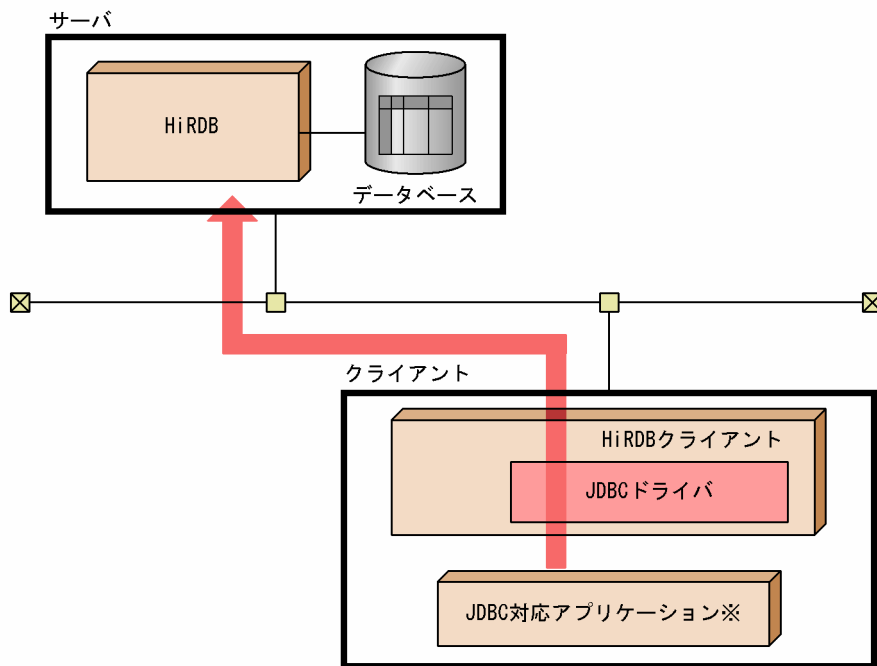 サーバ
HiRDB
データベース
クライアント
HiRDBクライアント
JDBCドライバ
JDBC対応アプリケーション※